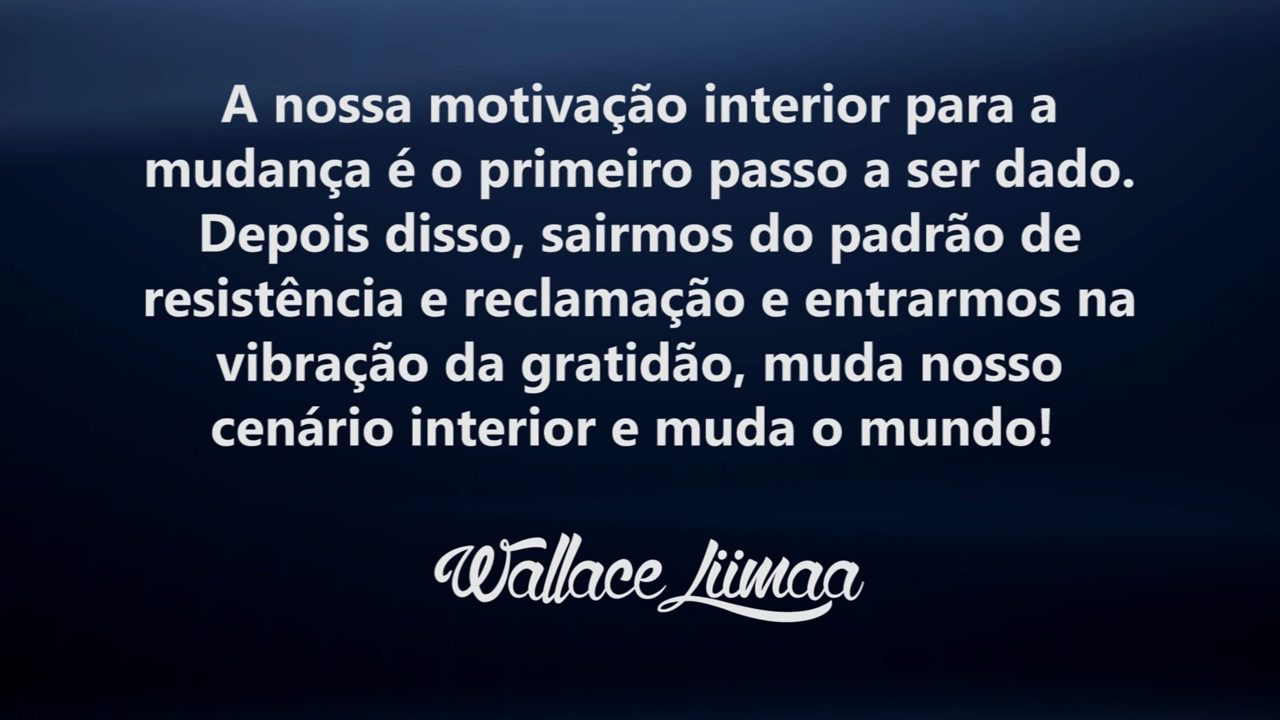 A nossa motivação interior para a
mudança é o primeiro passo a ser dado.
Depois disso, sairmos do padrão de
resistência e reclamação e entrarmos na
vibração da gratidão, muda nosso
cenário interior e muda o mundo!
Wallace Liimaa